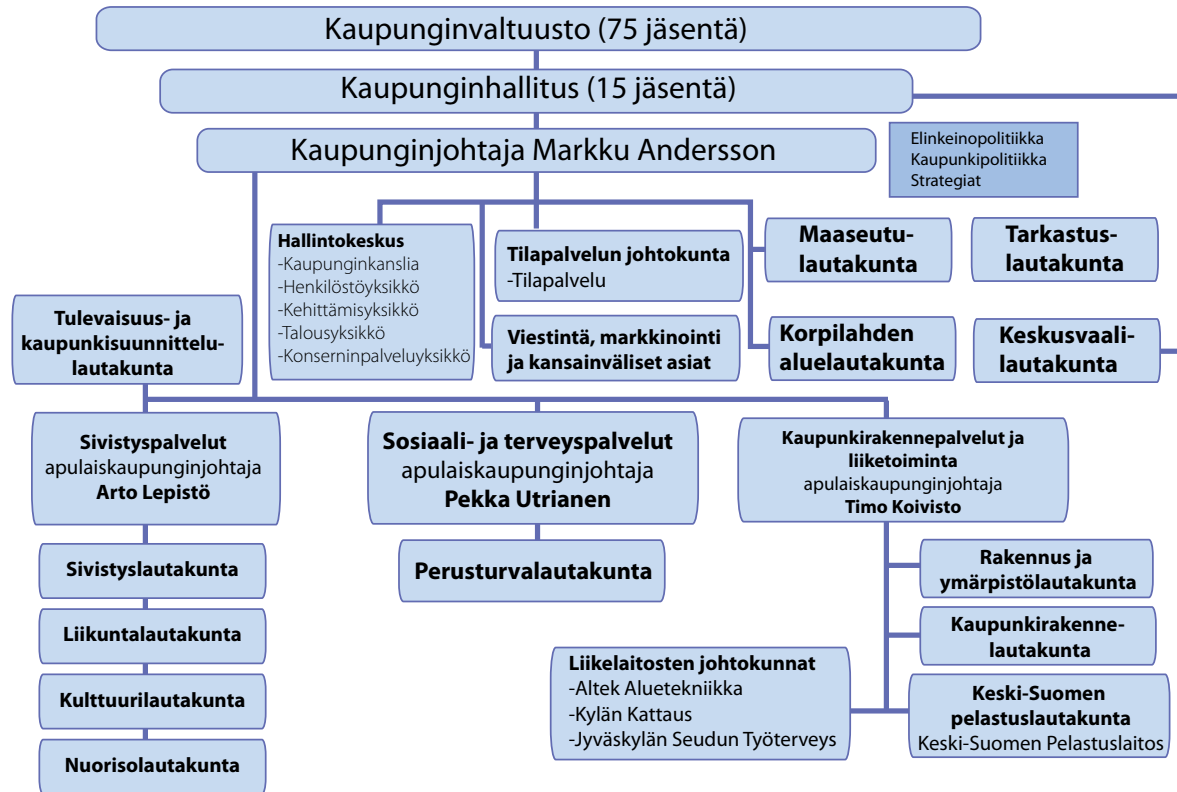 Kaupunginvaltuusto (75 jäsentä)
Kaupunginhallitus (15 jäsentä)
Kaupunginjohtaja Markku Andersson
Elinkeinopolitiikka
Kaupunkipolitiikka
Strategiat
Hallintokeskus
-Kaupunginkanslia
-Henkilöstöyksikkö
-Kehittämisyksikkö
-Talousyksikkö
-Konserninpalveluyksikkö
Tilapalvelun johtokunta
-Tilapalvelu
Viestintä, markkinointi
ja kansainväliset asiat
Maaseutu-
lautakunta
Korpilahden
aluelautakunta
Tarkastus-
lautakunta
Keskusvaali-
lautakunta
Tulevaisuus- ja
kaupunkisuunnittelu-
lautakunta
Sivistyspalvelut
apulaiskaupunginjohtaja
Arto Lepistö
Sivistyslautakunta
Liikuntalautakunta
Kulttuurilautakunta
Nuorisolautakunta
Sosiaali- ja terveyspalvelut
apulaiskaupunginjohtaja
Pekka Utrianen
Perusturvalautakunta
Kaupunkirakennepalvelut ja
liiketoiminta
apulaiskaupunginjohtaja
Timo Koivisto
Rakennus ja
ymärpistölautakunta
Kaupunkirakenne-
lautakunta
Liikelaitosten johtokunnat
-Altek Aluetekniikka
-Kylän Kattaus
-Jyväskylän Seudun Työterveys
Keski-Suomen
pelastuslautakunta
Keski-Suomen Pelastuslaitos